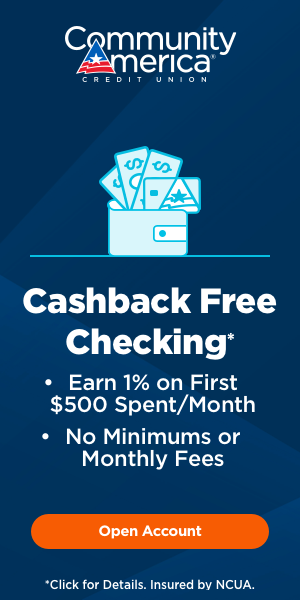 Community
America®
CREDIT UNION
Cashback Free
Checking*
• Earn 1% on First
$500 Spent/Month
• No Minimums or
Monthly Fees
Open Account
*Click for Details. Insured by NCUA.